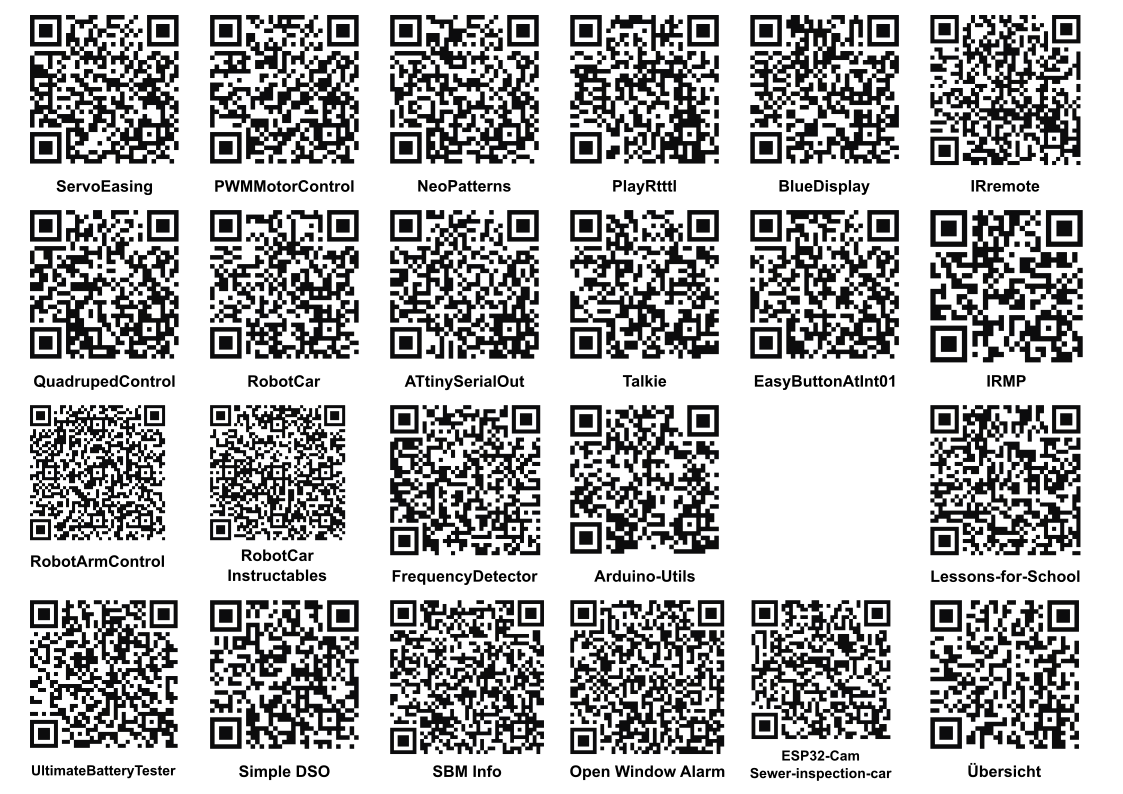 ServoEasing
PWMMotorControl
NeoPatterns
PlayRtttl
BlueDisplay
IRremote
QuadrupedControl
RobotCar
ATtinySerialOut
Talkie
EasyButtonAtInt01
IRMP
RobotArmControl
RobotCar
Instructables
FrequencyDetector
Arduino-Utils
Lessons-for-School
UltimateBatteryTester
Simple DSO
SBM Info
Open Window Alarm
ESP32-Cam
Sewer-inspection-car
Übersicht